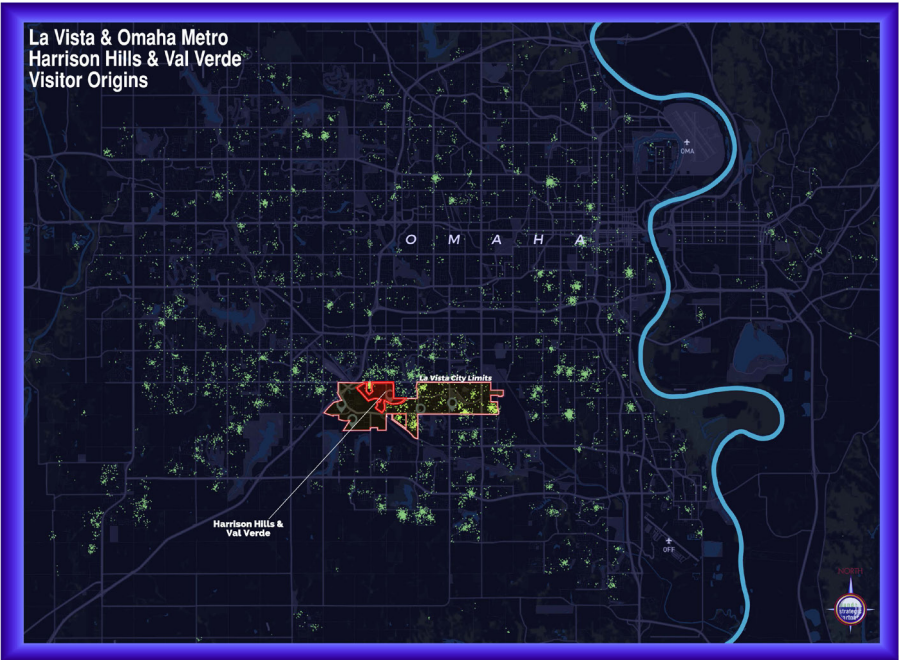 La Vista & Omaha Metro
Harrison Hills & Val Verde
Visitor Origins
OMA
O M A H A
La Vista City Limits
Harrison Hills &
Val Verde
OFF
NORTH